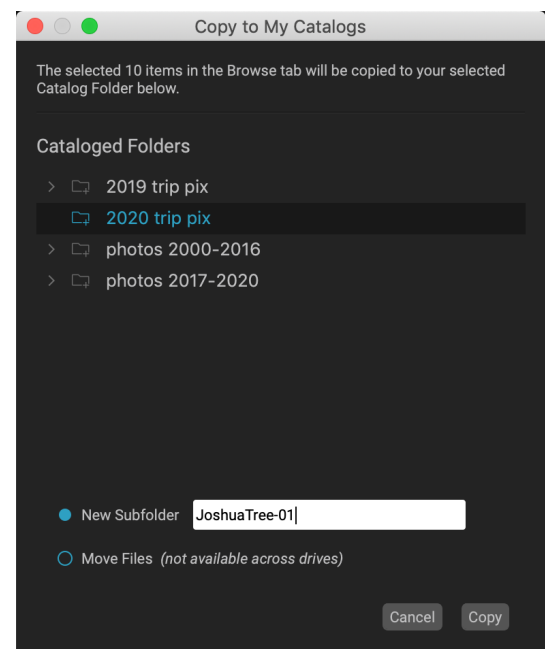 Copy to My Catalogs
The selected 10 items in the Browse tab will be copied to your selected
Catalog Folder below.
Cataloged Folders
2019 trip pix
2020 trip pix
photos 2000-2016
photos 2017-2020
New Subfolder JoshuaTree-01
Move Files (not available across drives)
Cancel Copy